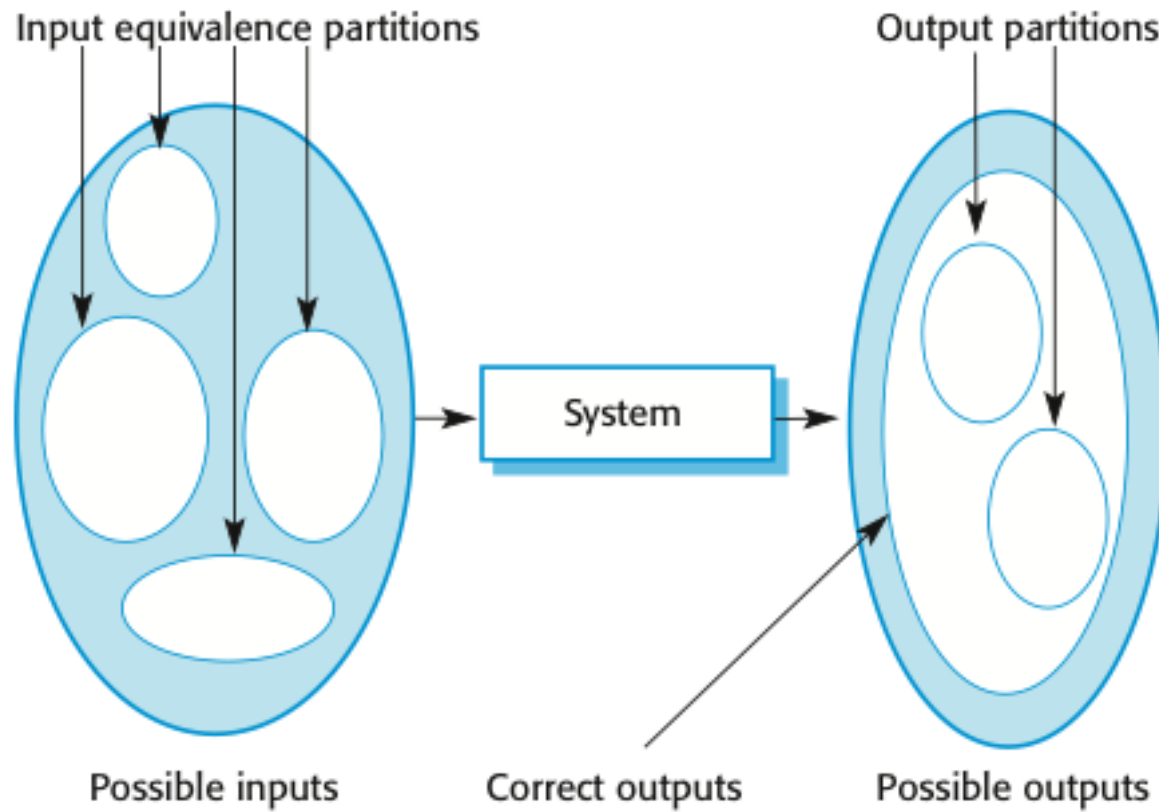 Input equivalence partitions
Output partitions
System
Possible inputs
Correct outputs
Possible outputs